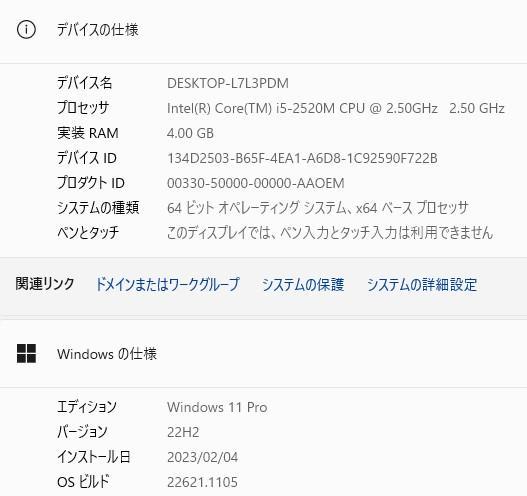 デバイスの仕様
デバイス名 DESKTOP-L7L3PDM
プロセッサ Intel(R) Core(TM) i5-2520M CPU @ 2.50GHz 2.50 GHz
実装 RAM 4.00 GB
デバイス ID 134D2503-B65F-4EA1-A6D8-1C92590F722B
プロダクト ID 00330-50000-00000-AAOEM
システムの種類 64 ビット オペレーティング システム、x64 ベース プロセッサ
ペンとタッチ このディスプレイでは、ペン入力とタッチ入力は利用できません
関連リンク ドメインまたはワークグループ システムの保護 システムの詳細設定
Windows の仕様
エディション Windows 11 Pro
バージョン 22H2
インストール日 2023/02/04
OS ビルド 22621.1105